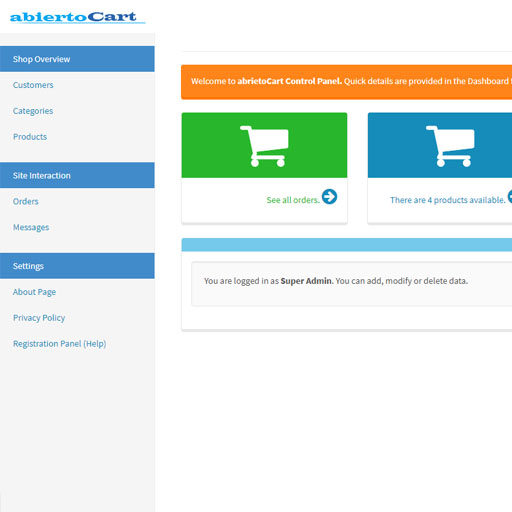 abiertoCart
Shop Overview
Customers
Categories
Products
Site Interaction
Orders
Messages
Settings
About Page
Privacy Policy
Registration Panel (Help)
Welcome to abrietoCart Control Panel. Quick details are provided in the Dashboard
See all orders.
There are 4 products available.
You are logged in as Super Admin. You can add, modify or delete data.